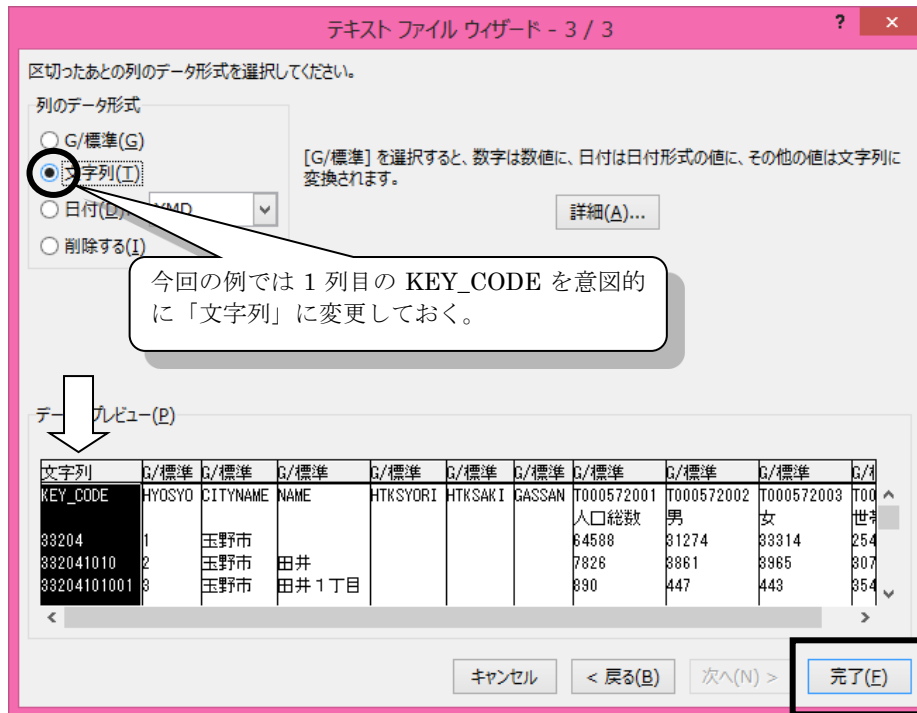 テキスト ファイル ウィザード - 3 / 3
? ×
区切ったあとの列のデータ形式を選択してください。
列のデータ形式
G/標準(G)
[G/標準] を選択すると、数字は数値に、日付は日付形式の値に、その他の値は文字列に
変換されます。
文字列(T)
日付(D): YMD
詳細(A)...
削除する(I)
今回の例では 1 列目の KEY_CODE を意図的
に「文字列」に変更しておく。
プレビュー(P)
文字列 G/標準 G/標準 G/標準 G/標準 G/標準 G/標準 G/標準 G/標準 G/標準
KEY_CODE HYOSYO CITYNAME NAME HTKSYORI HTKSAKI GASSAN T000572001 T000572002 T000572003 T00
人口総数 男 女 世帯
33204 1 玉野市 64588 31274 33314 254
332041010 2 玉野市 田井 7826 3861 3965 307
33204101001 3 玉野市 田井１丁目 890 447 443 354
キャンセル < 戻る(B) 次へ(N) > 完了(F)